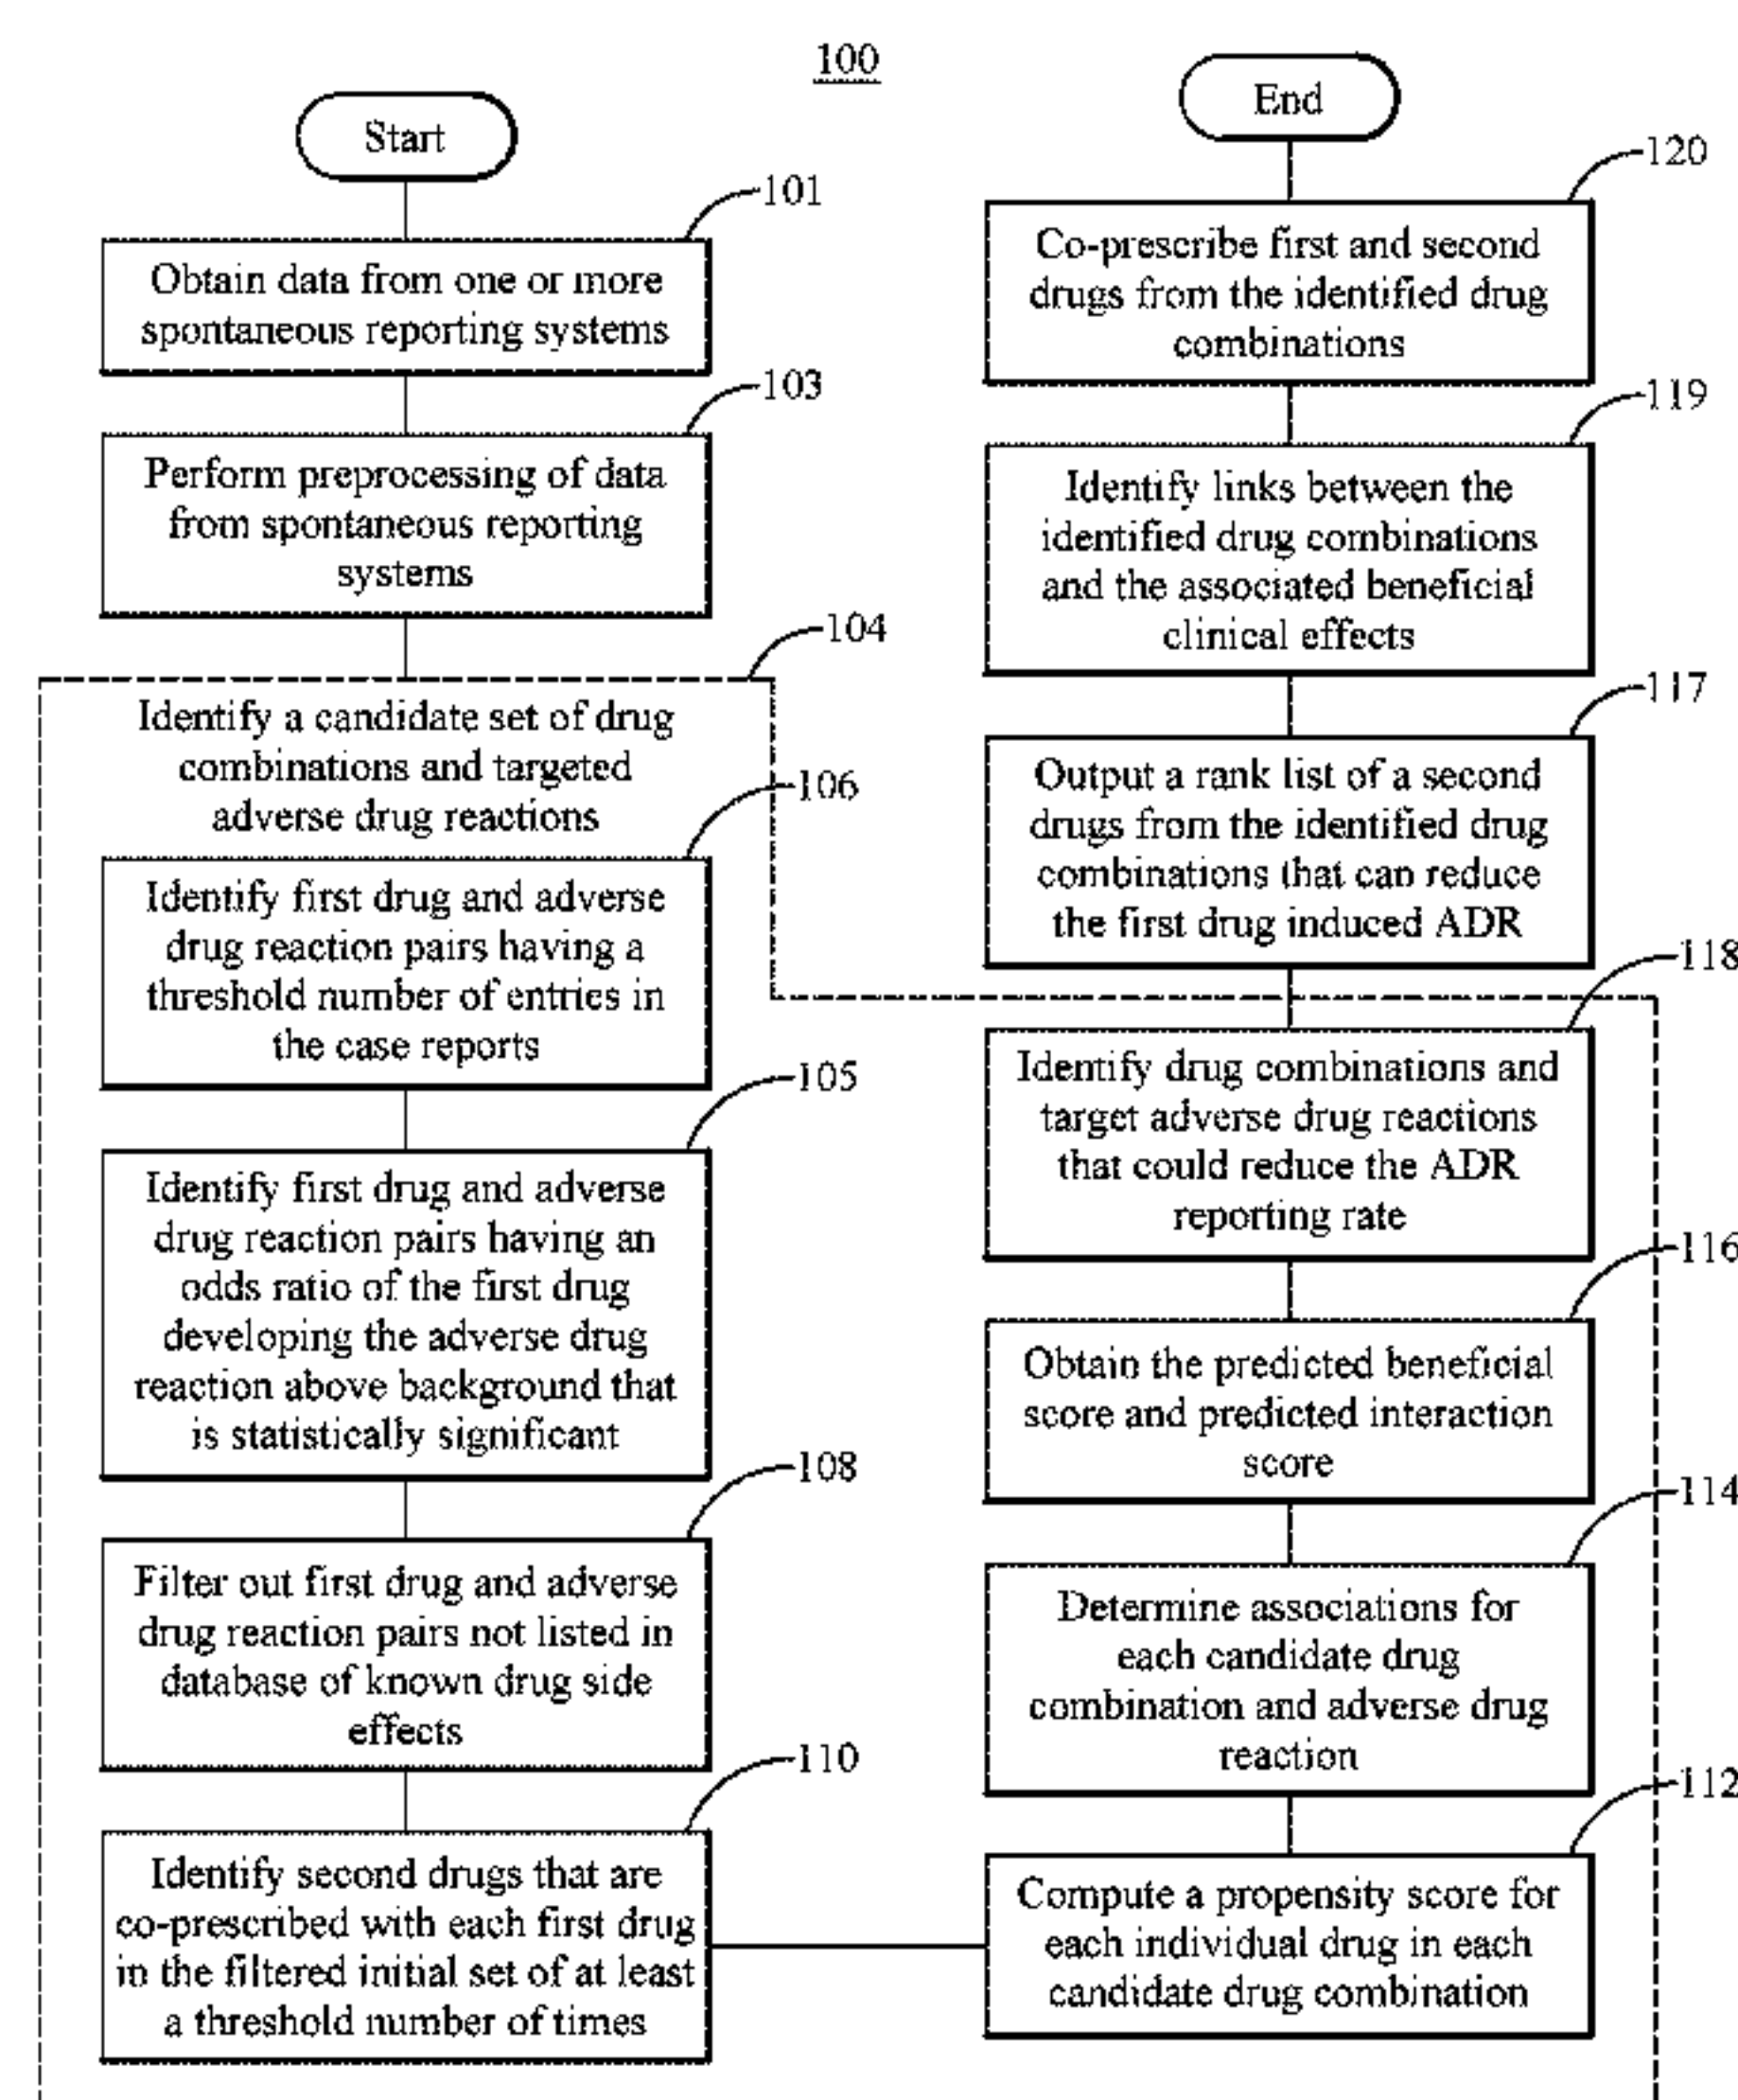 100
Start
101
Obtain data from one or more
spontaneous reporting systems
103
Perform preprocessing of data
from spontaneous reporting
systems
104
Identify a candidate set of drug
combinations and targeted
adverse drug reactions
106
Identify first drug and adverse
drug reaction pairs having a
threshold number of entries in
the case reports
105
Identify first drug and adverse
drug reaction pairs having an
odds ratio of the first drug
developing the adverse drug
reaction above background that
is statistically significant
108
Filter out first drug and adverse
drug reaction pairs not listed in
database of known drug side
effects
110
Identify second drugs that are
co-prescribed with each first drug
in the filtered initial set of at least
a threshold number of times
112
Compute a propensity score for
each individual drug in each
candidate drug combination
114
Determine associations for
each candidate drug
combination and adverse drug
reaction
116
Obtain the predicted beneficial
score and predicted interaction
score
118
Identify drug combinations and
target adverse drug reactions
that could reduce the ADR
reporting rate
117
Output a rank list of a second
drugs from the identified drug
combinations that can reduce
the first drug induced ADR
119
Identify links between the
identified drug combinations
and the associated beneficial
clinical effects
120
Co-prescribe first and second
drugs from the identified drug
combinations
End